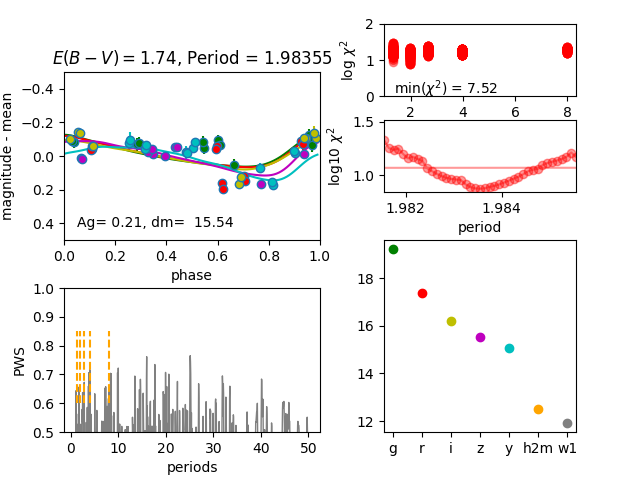 E(B − V) = 1.74, Period = 1.98355
magnitude - mean
−0.4
−0.2
0.0
0.2
0.4
Ag= 0.21, dm=  15.54
0.0 0.2 0.4 0.6 0.8 1.0
phase
log χ²
2
1
0
min(χ²) = 7.52
2 4 6 8
log10 χ²
1.5
1.0
1.982 1.984
period
PWS
1.0
0.9
0.8
0.7
0.6
0.5
0 10 20 30 40 50
periods
18
16
14
12
g r i z y h2m w1